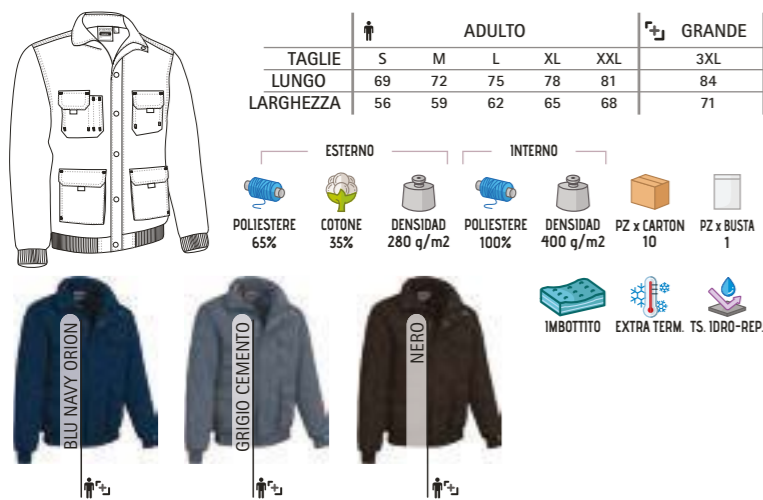 ADULTO GRANDE
TAGLIE S M L XL XXL 3XL
LUNGO 69 72 75 78 81 84
LARGHEZZA 56 59 62 65 68 71
ESTERNO INTERNO
POLIESTERE COTONE DENSIDAD POLIESTERE DENSIDAD PZ x CARTON PZ x BUSTA
65% 35% 280 g/m2 100% 400 g/m2 10 1
IMBOTTITO EXTRA TERM. TS. IDRO-REP.
BLU NAVY ORION
GRIGIO CEMENTO
NERO